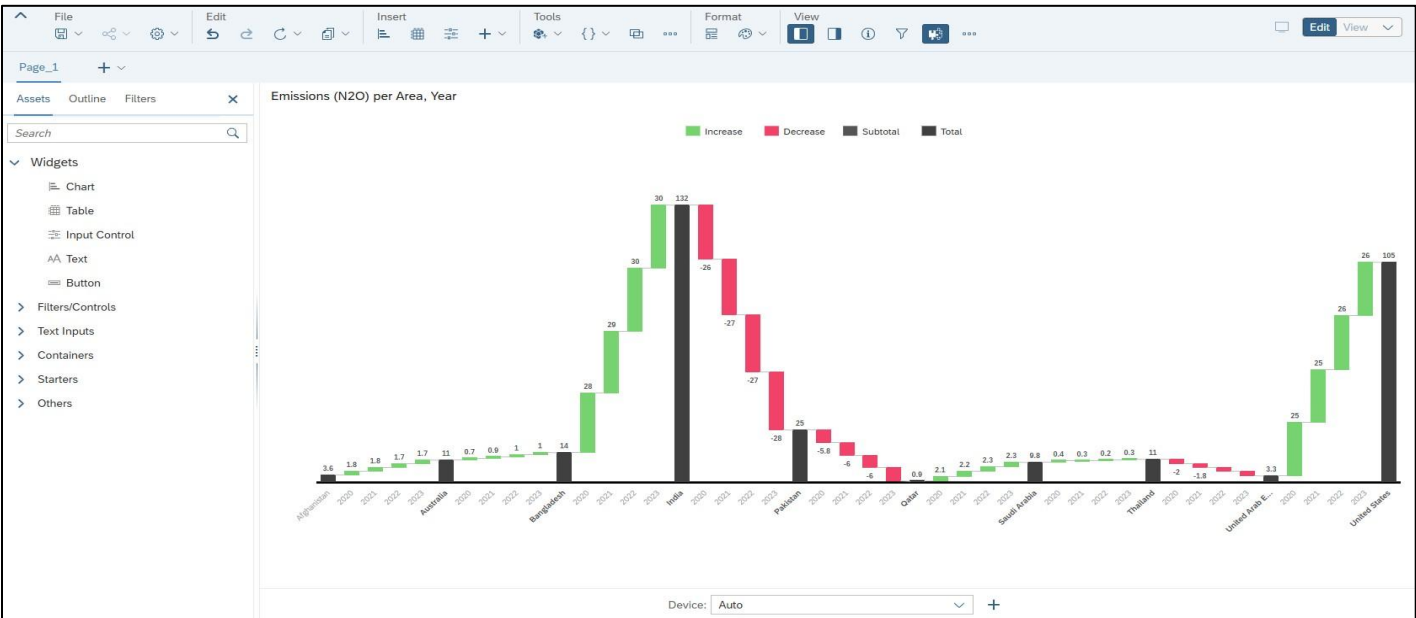 File Edit Insert Tools Format View
Edit View
Page_1
Assets Outline Filters
Emissions (N2O) per Area, Year
Search
Increase Decrease Subtotal Total
Widgets
Chart
Table
Input Control
Text
Button
Filters/Controls
Text Inputs
Containers
Starters
Others
30 132
30
-26
26 105
29
-27
26
-27
28
25
25
-28
25
-5.8
-6
-6
3.6 1.8 1.8 1.7 1.7 11 0.7 0.9 1 1 14
0.9 2.1 2.2 2.3 2.3 9.8 0.4 0.3 0.2 0.3 11
-2 -1.8
3.3
Afghanistan 2020 2021 2022 2023 Australia 2020 2021 2022 2023 Bangladesh 2020 2021 2022 2023 India 2020 2021 2022 2023 Pakistan 2020 2021 2022 2023 Qatar 2020 2021 2022 2023 Saudi Arabia 2020 2021 2022 2023 Thailand 2020 2021 2022 2023 United Arab E... 2020 2021 2022 2023 United States
Device: Auto